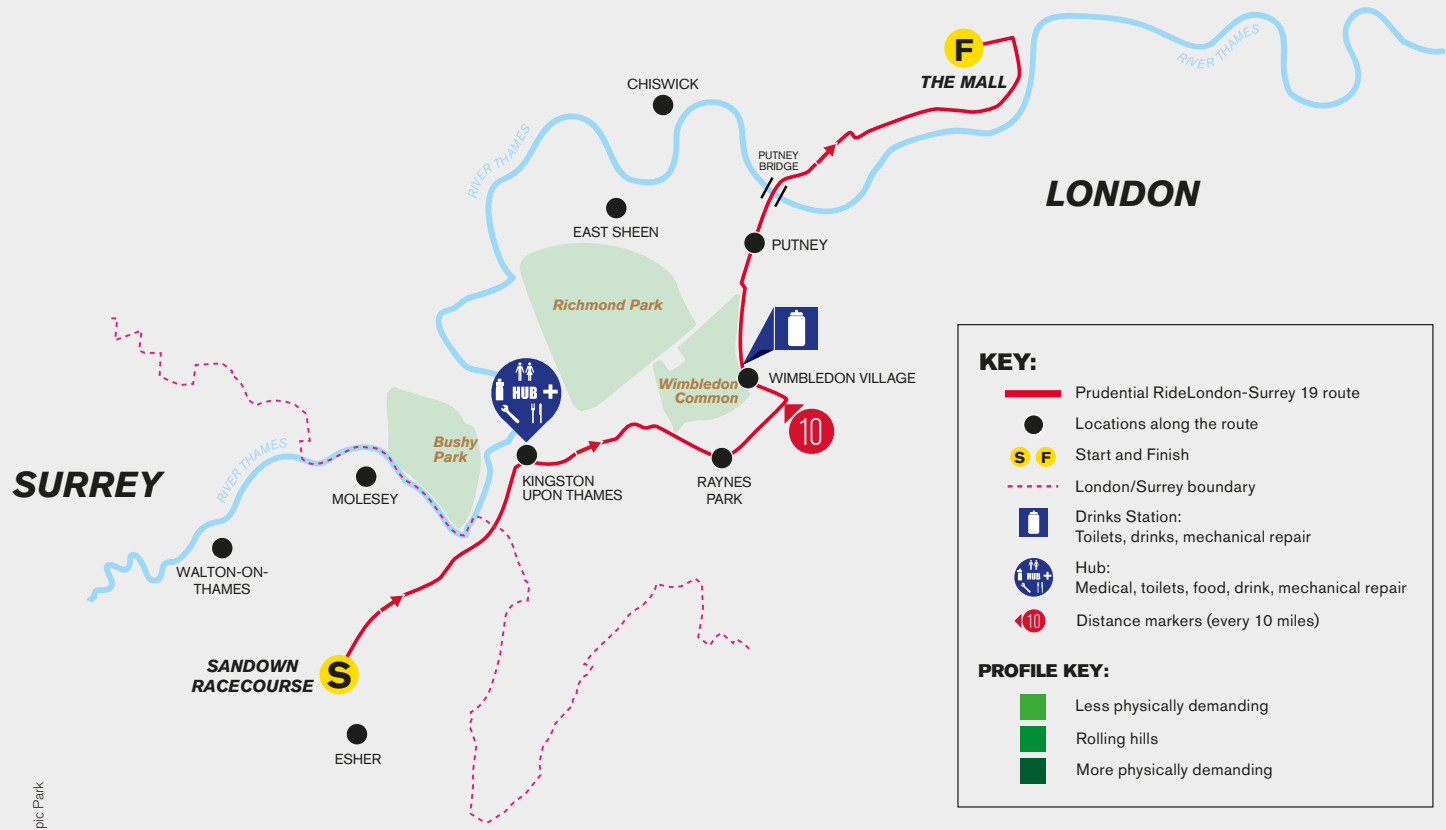 F
THE MALL
RIVER THAMES
CHISWICK
RIVER THAMES
PUTNEY
BRIDGE
LONDON
EAST SHEEN
PUTNEY
Richmond Park
WIMBLEDON VILLAGE
Wimbledon
Common
HUB
10
Bushy
Park
KINGSTON
UPON THAMES
RAYNES
PARK
SURREY
RIVER THAMES
MOLESEY
WALTON-ON-
THAMES
SANDOWN
RACECOURSE
S
ESHER
pic Park
KEY:
Prudential RideLondon-Surrey 19 route
Locations along the route
S F Start and Finish
London/Surrey boundary
Drinks Station:
Toilets, drinks, mechanical repair
HUB
Hub:
Medical, toilets, food, drink, mechanical repair
10 Distance markers (every 10 miles)
PROFILE KEY:
Less physically demanding
Rolling hills
More physically demanding